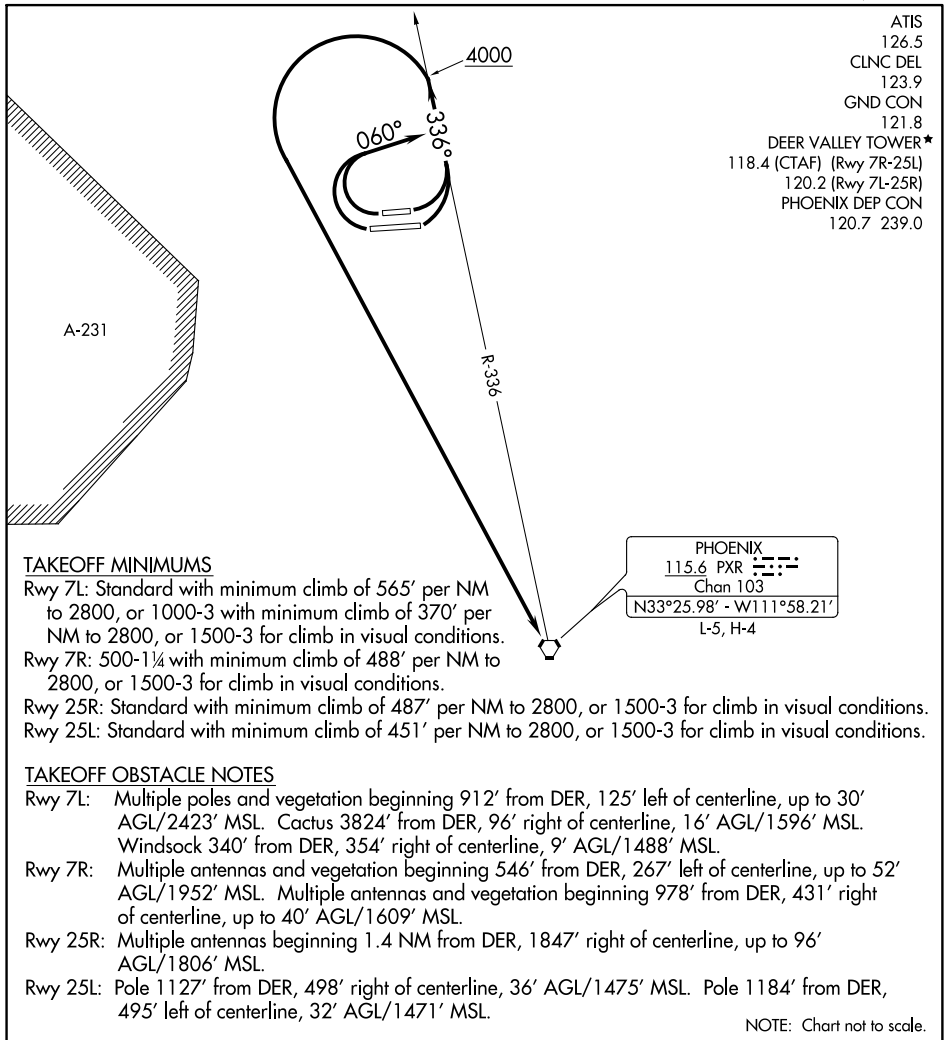 ATIS
126.5
CLNC DEL
123.9
GND CON
121.8
DEER VALLEY TOWER★
118.4 (CTAF) (Rwy 7R-25L)
120.2 (Rwy 7L-25R)
PHOENIX DEP CON
120.7 239.0
4000
060°
336°
A-231
R-336
PHOENIX
115.6 PXR
Chan 103
N33°25.98′ - W111°58.21′
L-5, H-4
TAKEOFF MINIMUMS
Rwy 7L: Standard with minimum climb of 565′ per NM
to 2800, or 1000-3 with minimum climb of 370′ per
NM to 2800, or 1500-3 for climb in visual conditions.
Rwy 7R: 500-1¼ with minimum climb of 488′ per NM to
2800, or 1500-3 for climb in visual conditions.
Rwy 25R: Standard with minimum climb of 487′ per NM to 2800, or 1500-3 for climb in visual conditions.
Rwy 25L: Standard with minimum climb of 451′ per NM to 2800, or 1500-3 for climb in visual conditions.
TAKEOFF OBSTACLE NOTES
Rwy 7L: Multiple poles and vegetation beginning 912′ from DER, 125′ left of centerline, up to 30′
AGL/2423′ MSL. Cactus 3824′ from DER, 96′ right of centerline, 16′ AGL/1596′ MSL.
Windsock 340′ from DER, 354′ right of centerline, 9′ AGL/1488′ MSL.
Rwy 7R: Multiple antennas and vegetation beginning 546′ from DER, 267′ left of centerline, up to 52′
AGL/1952′ MSL. Multiple antennas and vegetation beginning 978′ from DER, 431′ right
of centerline, up to 40′ AGL/1609′ MSL.
Rwy 25R: Multiple antennas beginning 1.4 NM from DER, 1847′ right of centerline, up to 96′
AGL/1806′ MSL.
Rwy 25L: Pole 1127′ from DER, 498′ right of centerline, 36′ AGL/1475′ MSL. Pole 1184′ from DER,
495′ left of centerline, 32′ AGL/1471′ MSL.
NOTE: Chart not to scale.